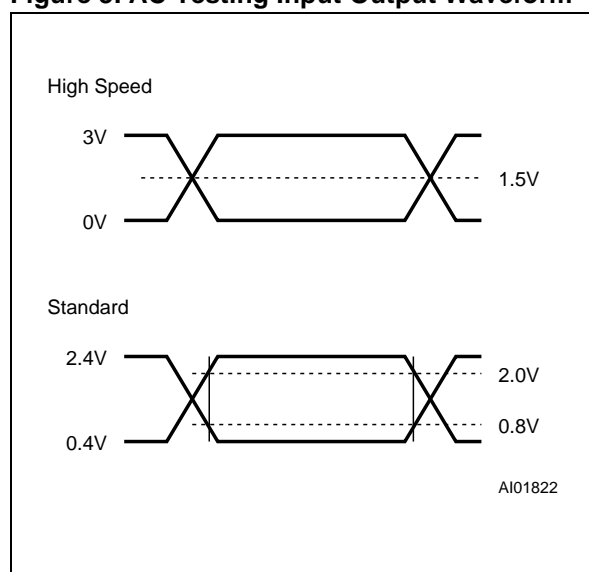 Figure 3. AC Testing Input Output Waveform
High Speed
3V
1.5V
0V
Standard
2.4V
2.0V
0.8V
0.4V
AI01822